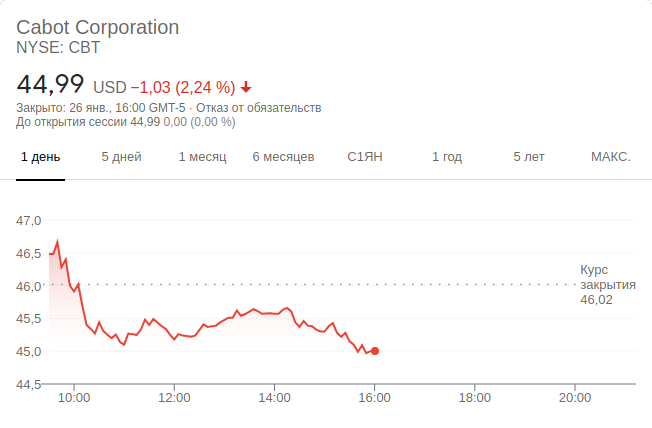 Cabot Corporation
NYSE: CBT
44,99 USD −1,03 (2,24 %)
Закрыто: 26 янв., 16:00 GMT-5 · Отказ от обязательств
До открытия сессии 44,99 0,00 (0,00 %)
1 день 5 дней 1 месяц 6 месяцев С1ЯН 1 год 5 лет МАКС.
47,0
46,5
Курс
46,0 закрытия
46,02
45,5
45,0
44,5
10:00 12:00 14:00 16:00 18:00 20:00